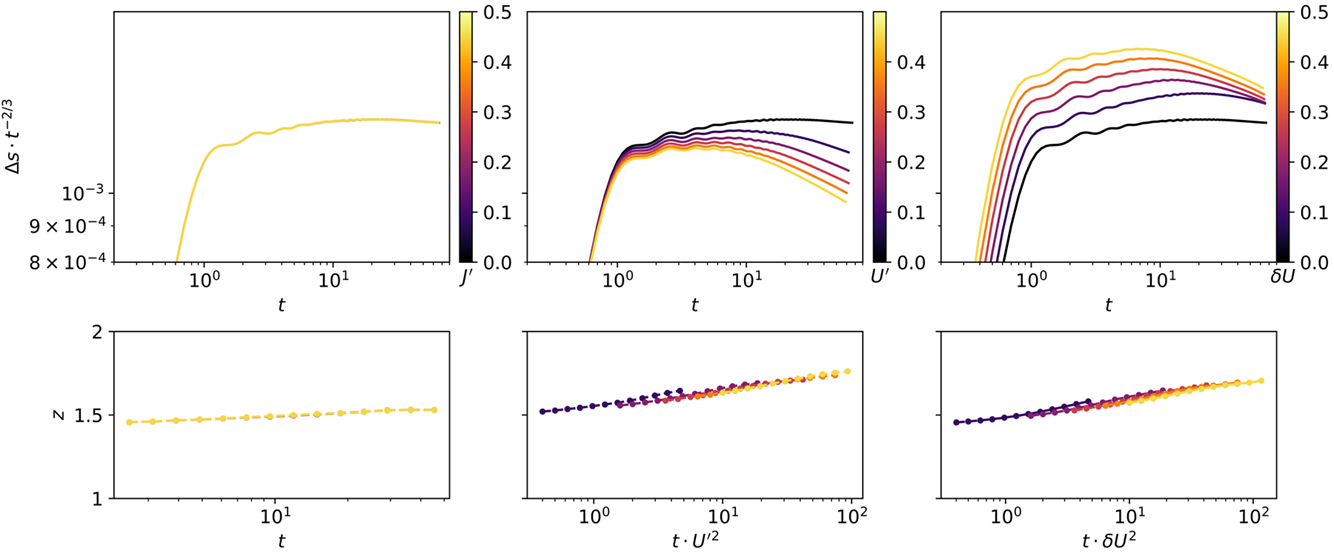 Δs · t^{-2/3}
10^{-3}
9 × 10^{-4}
8 × 10^{-4}
10^0 10^1
t
0.5
0.4
0.3
0.2
0.1
0.0
J′
10^0 10^1
t
0.4
0.3
0.2
0.1
0.0
U′
10^0 10^1
t
0.5
0.4
0.3
0.2
0.1
0.0
δU
z
2
1.5
1
10^1
t
10^0 10^1 10^2
t · U′^2
10^0 10^1 10^2
t · δU^2